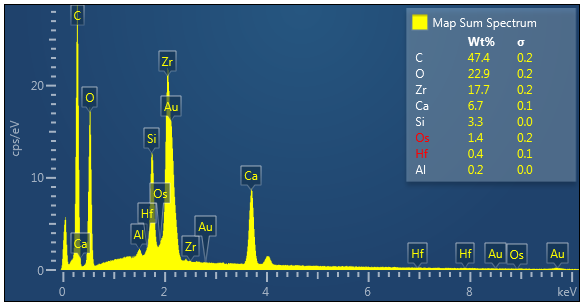 Map Sum Spectrum
Wt% σ
C 47.4 0.2
O 22.9 0.2
Zr 17.7 0.2
Ca 6.7 0.1
Si 3.3 0.0
Os 1.4 0.2
Hf 0.4 0.1
Al 0.2 0.0
C
Zr
O
Au
Si
Ca
Os
Hf
Au
Al
Ca
Zr
Hf
Hf
Au
Os
Au
cps/eV
20
10
0
0 2 4 6 8 keV